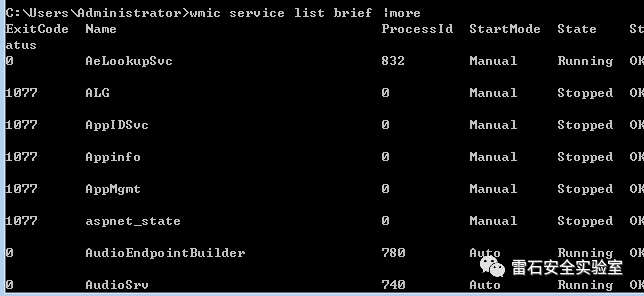 C:\Users\Administrator>wmic service list brief |more
ExitCode Name ProcessId StartMode State St
atus
0 AeLookupSvc 832 Manual Running OK
1077 ALG 0 Manual Stopped OK
1077 AppIDSvc 0 Manual Stopped OK
1077 Appinfo 0 Manual Stopped OK
1077 AppMgmt 0 Manual Stopped OK
1077 aspnet_state 0 Manual Stopped OK
0 AudioEndpointBuilder 780 Auto Running OK
0 AudioSrv 740 Auto Running OK
雷石安全实验室